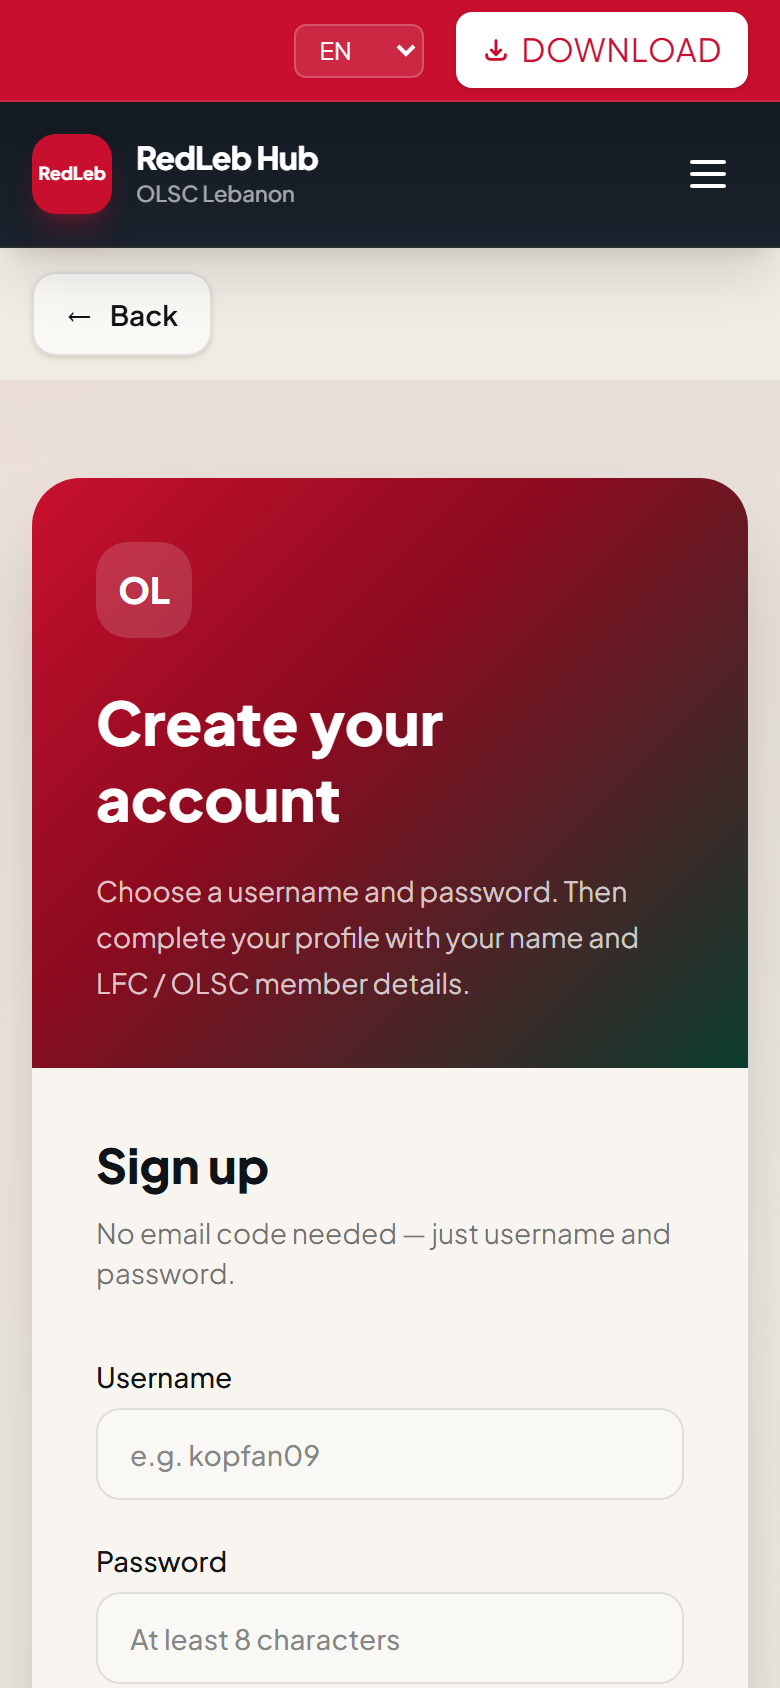 EN
DOWNLOAD
RedLeb
RedLeb Hub
OLSC Lebanon
← Back
OL
Create your
account
Choose a username and password. Then
complete your profile with your name and
LFC / OLSC member details.
Sign up
No email code needed — just username and
password.
Username
e.g. kopfan09
Password
At least 8 characters